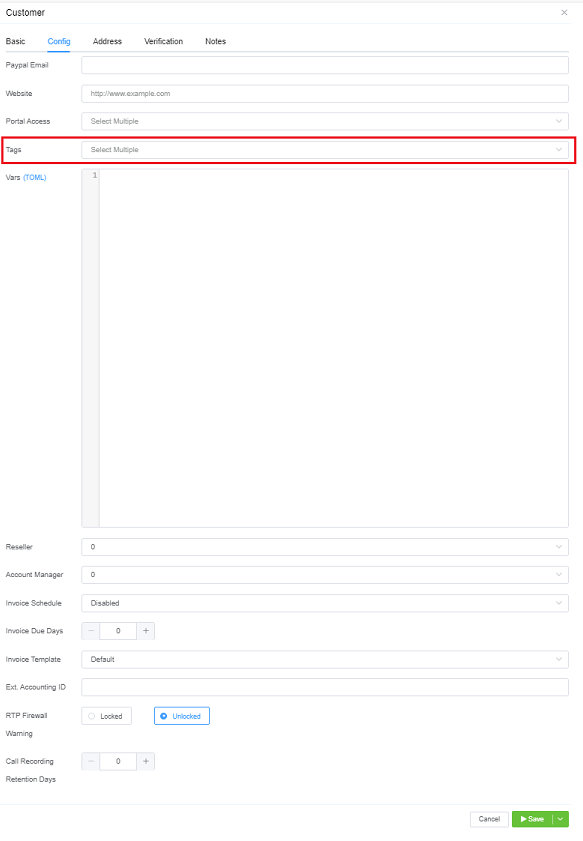 Customer
Basic Config Address Verification Notes
Paypal Email
Website http://www.example.com
Portal Access Select Multiple
Tags Select Multiple
Vars (TOML) 1
Reseller 0
Account Manager 0
Invoice Schedule Disabled
Invoice Due Days 0
Invoice Template Default
Ext. Accounting ID
RTP Firewall Locked Unlocked
Warning
Call Recording 0
Retention Days
Cancel Save